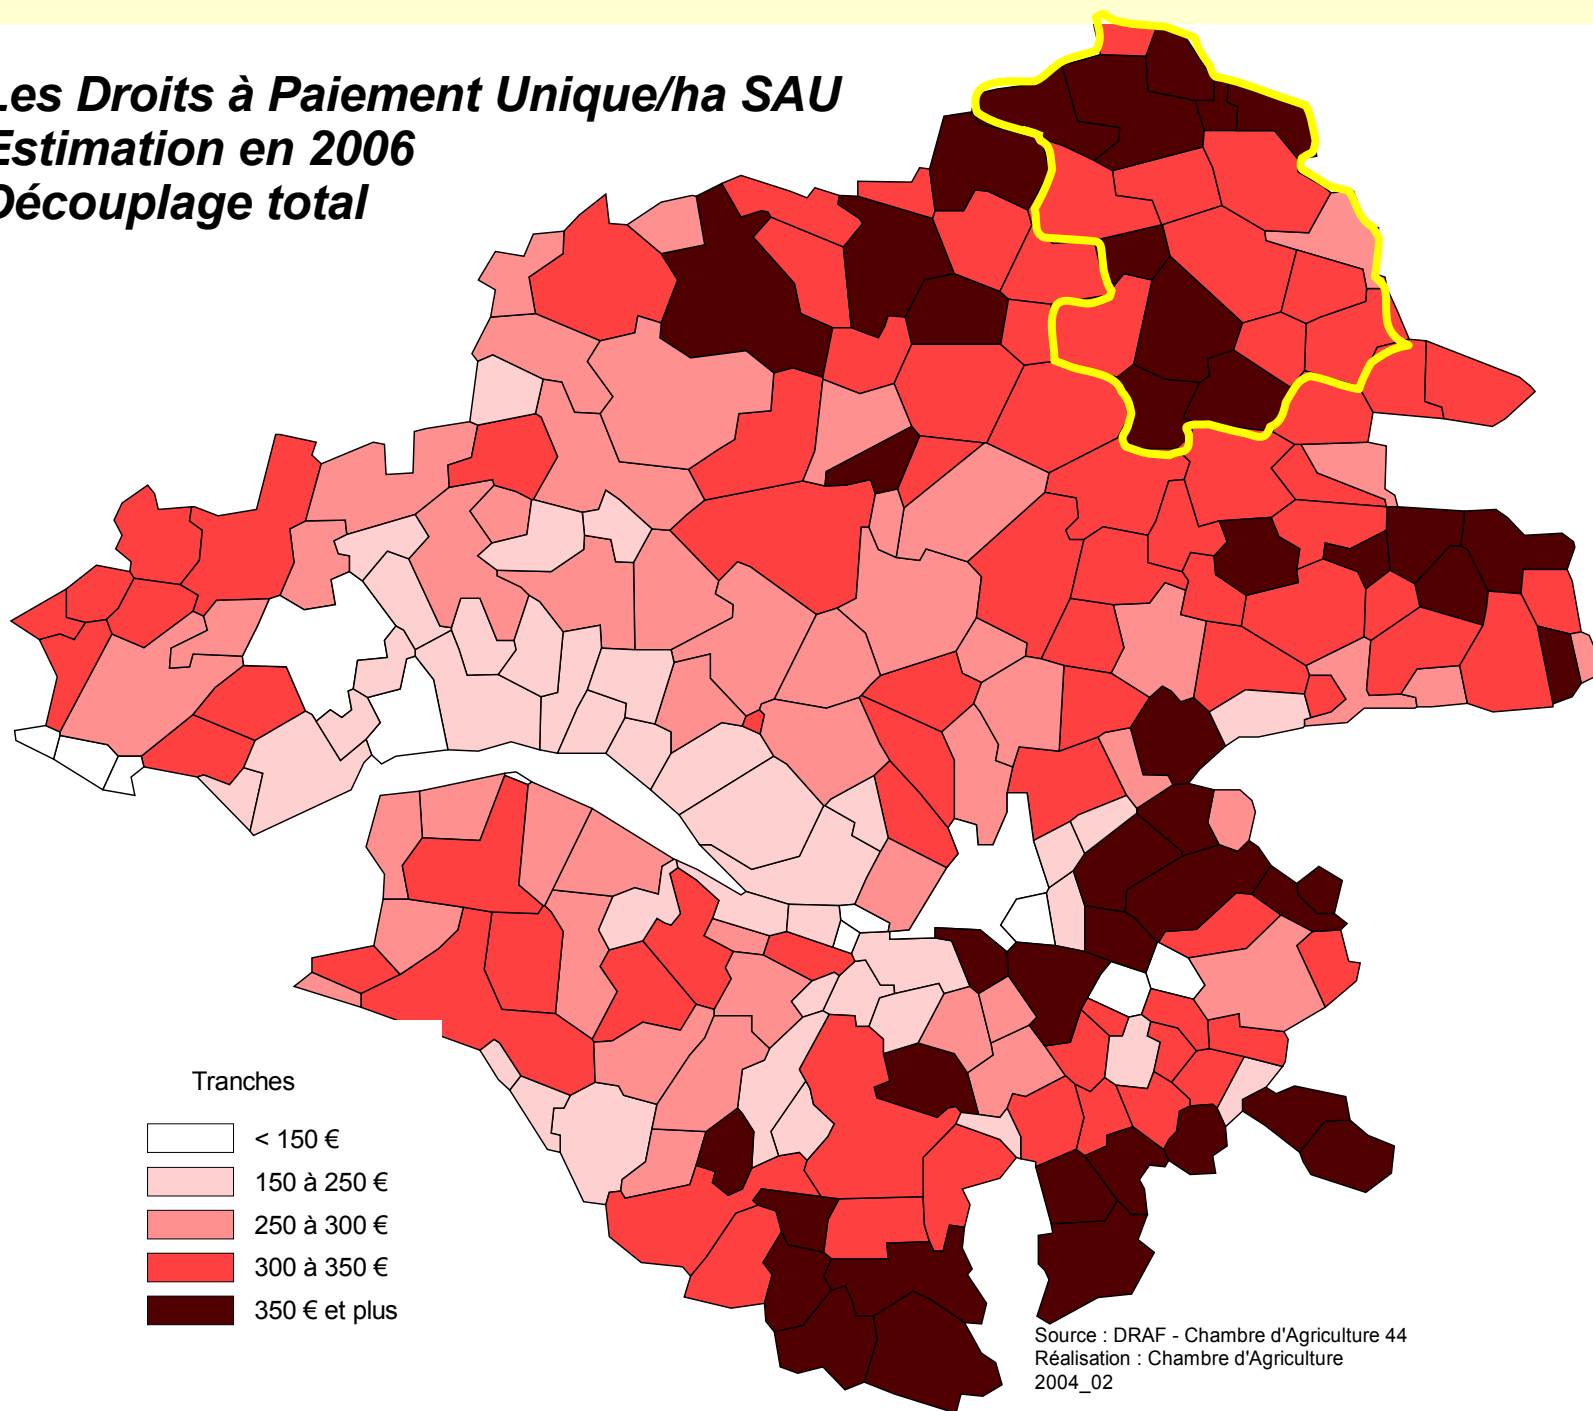 Les Droits à Paiement Unique/ha SAU
Estimation en 2006
Découplage total
Tranches
< 150 €
150 à 250 €
250 à 300 €
300 à 350 €
350 € et plus
Source : DRAF - Chambre d'Agriculture 44
Réalisation : Chambre d'Agriculture
2004_02